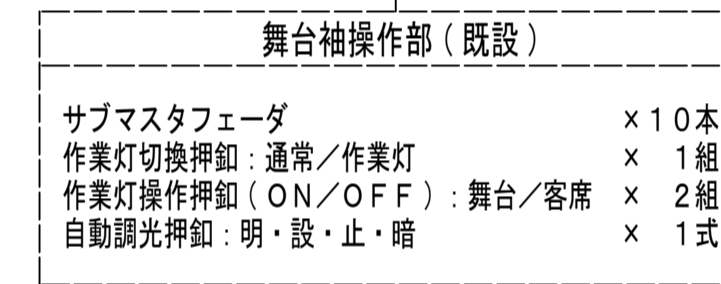 舞台袖操作部(既設)
サブマスタフェーダ ×10本
作業灯切換押釦:通常/作業灯 × 1組
作業灯操作押釦(ON/OFF):舞台/客席 × 2組
自動調光押釦:明・設・止・暗 × 1式